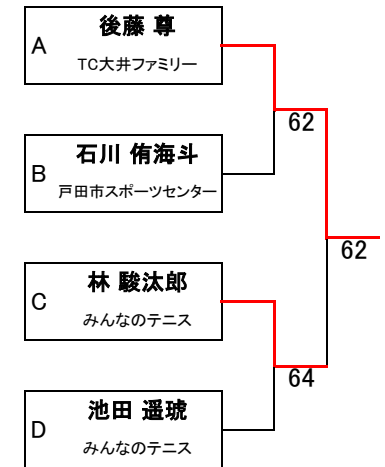 A
後藤 尊
TC大井ファミリー
62
B
石川 侑海斗
戸田市スポーツセンター
62
C
林 駿汰郎
みんなのテニス
64
D
池田 遥琥
みんなのテニス